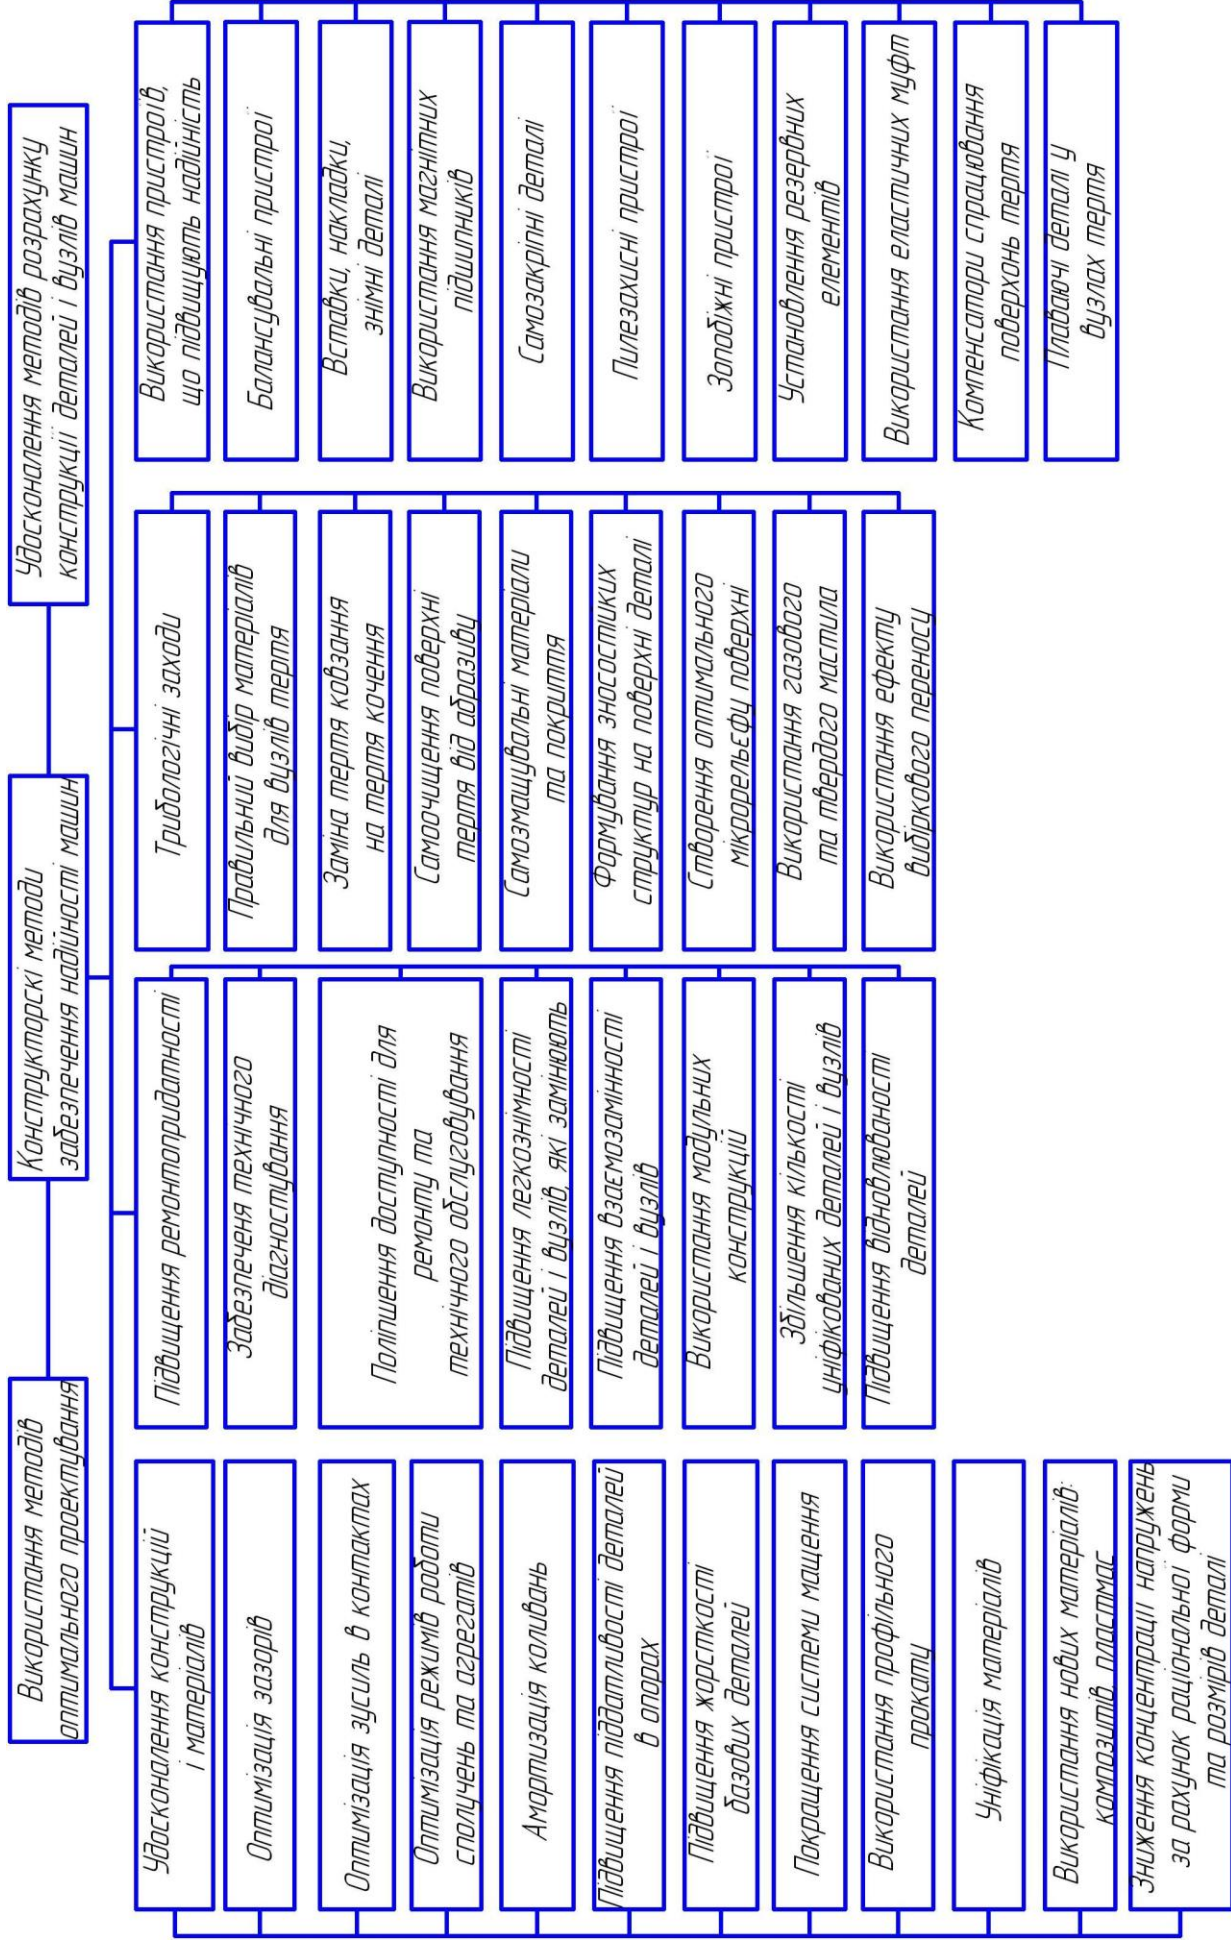 Використання методів
оптимального проектування
Конструкторскі методи
забезпечення надійності машин
Удосконалення методів розрахунку
конструкції деталей і вузлів машин
Удосконалення конструкцій
і матеріалів
Оптимізація зазорів
Оптимізація зусиль в контактах
Оптимізація режимів роботи
сполучень та агрегатів
Амортизація коливань
Підвищення піддатливості деталей
в опорах
Підвищення жорсткості
базових деталей
Покращення системи мащення
Використання профільного
прокату
Уніфікація матеріалів
Використання нових матеріалів:
композитів, пластмас
Зниження концентрації напружень
за рахунок раціональної форми
та розмрів деталі
Підвищення ремонтопридатності
Забезпеченя технічного
діагностування
Поліпшення доступності для
ремонту та
технічного обслуговування
Підвищення легкознімності
деталей і вузлів, які замінюють
Підвищення взаємозамінності
деталей і вузлів
Використання модульних
конструкцій
Збільшення кількості
уніфікованих деталей і вузлів
Підвищення відновлюваності
деталей
Трибологічні заходи
Правильний вибір матеріалів
для вузлів тертя
Заміна тертя ковзання
на тертя кочення
Самоочищення поверхні
тертя від абразиву
Самозмащувальні матеріали
та покриття
Формування зносостіких
структур на поверхні деталі
Створення оптимального
мікрорельєфу поверхні
Використання газового
та твердого мастила
Використання ефекту
вибіркового переносу
Використання пристроїв,
що підвищують надійність
Балансувальні пристрої
Вставки, накладки,
знімні деталі
Використання магнітних
підшипників
Самозакріпні деталі
Пилезахисні пристрої
Запобіжні пристрої
Установлення резервних
елементів
Використання еластичних муфт
Компенсатори спрацювання
поверхонь тертя
Плаваючі деталі у
вузлах тертя